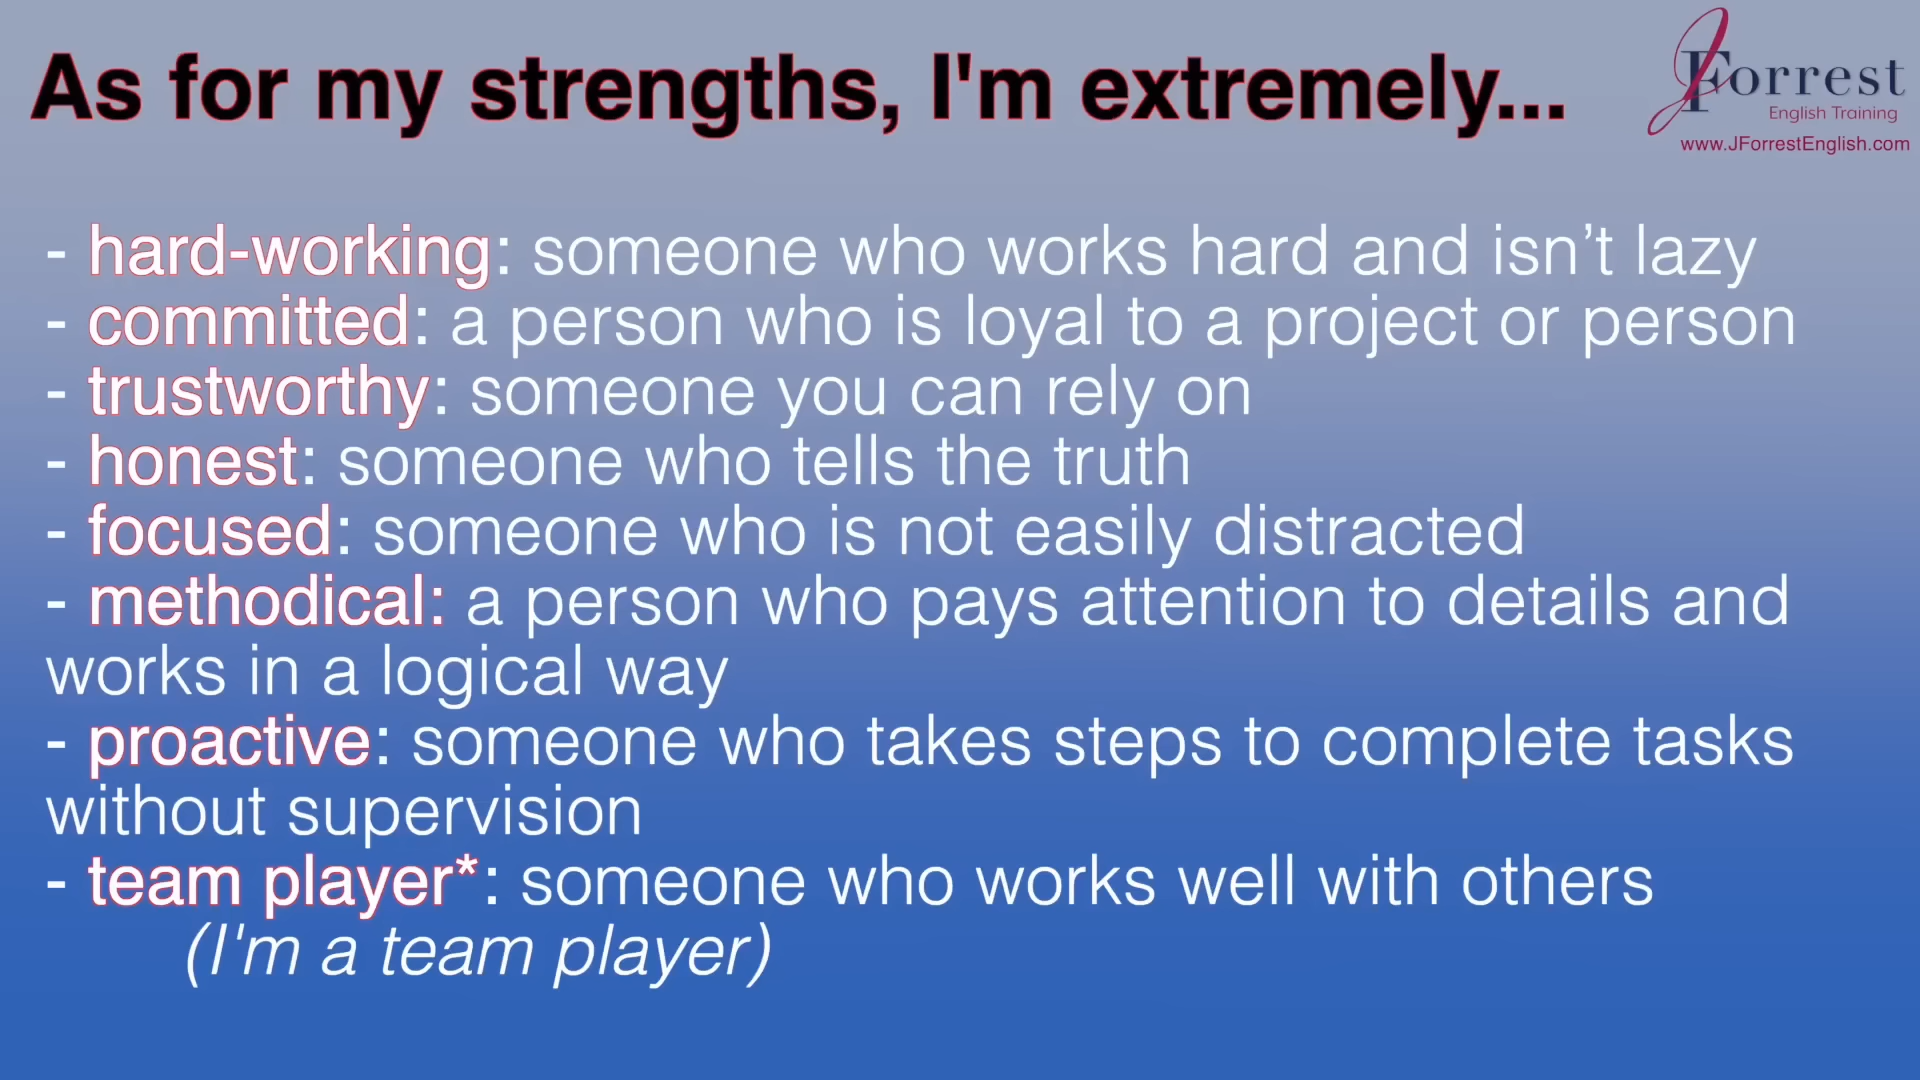 As for my strengths, I'm extremely...
JForrest
English Training
www.JForrestEnglish.com
- hard-working: someone who works hard and isn’t lazy
- committed: a person who is loyal to a project or person
- trustworthy: someone you can rely on
- honest: someone who tells the truth
- focused: someone who is not easily distracted
- methodical: a person who pays attention to details and
works in a logical way
- proactive: someone who takes steps to complete tasks
without supervision
- team player*: someone who works well with others
(I'm a team player)